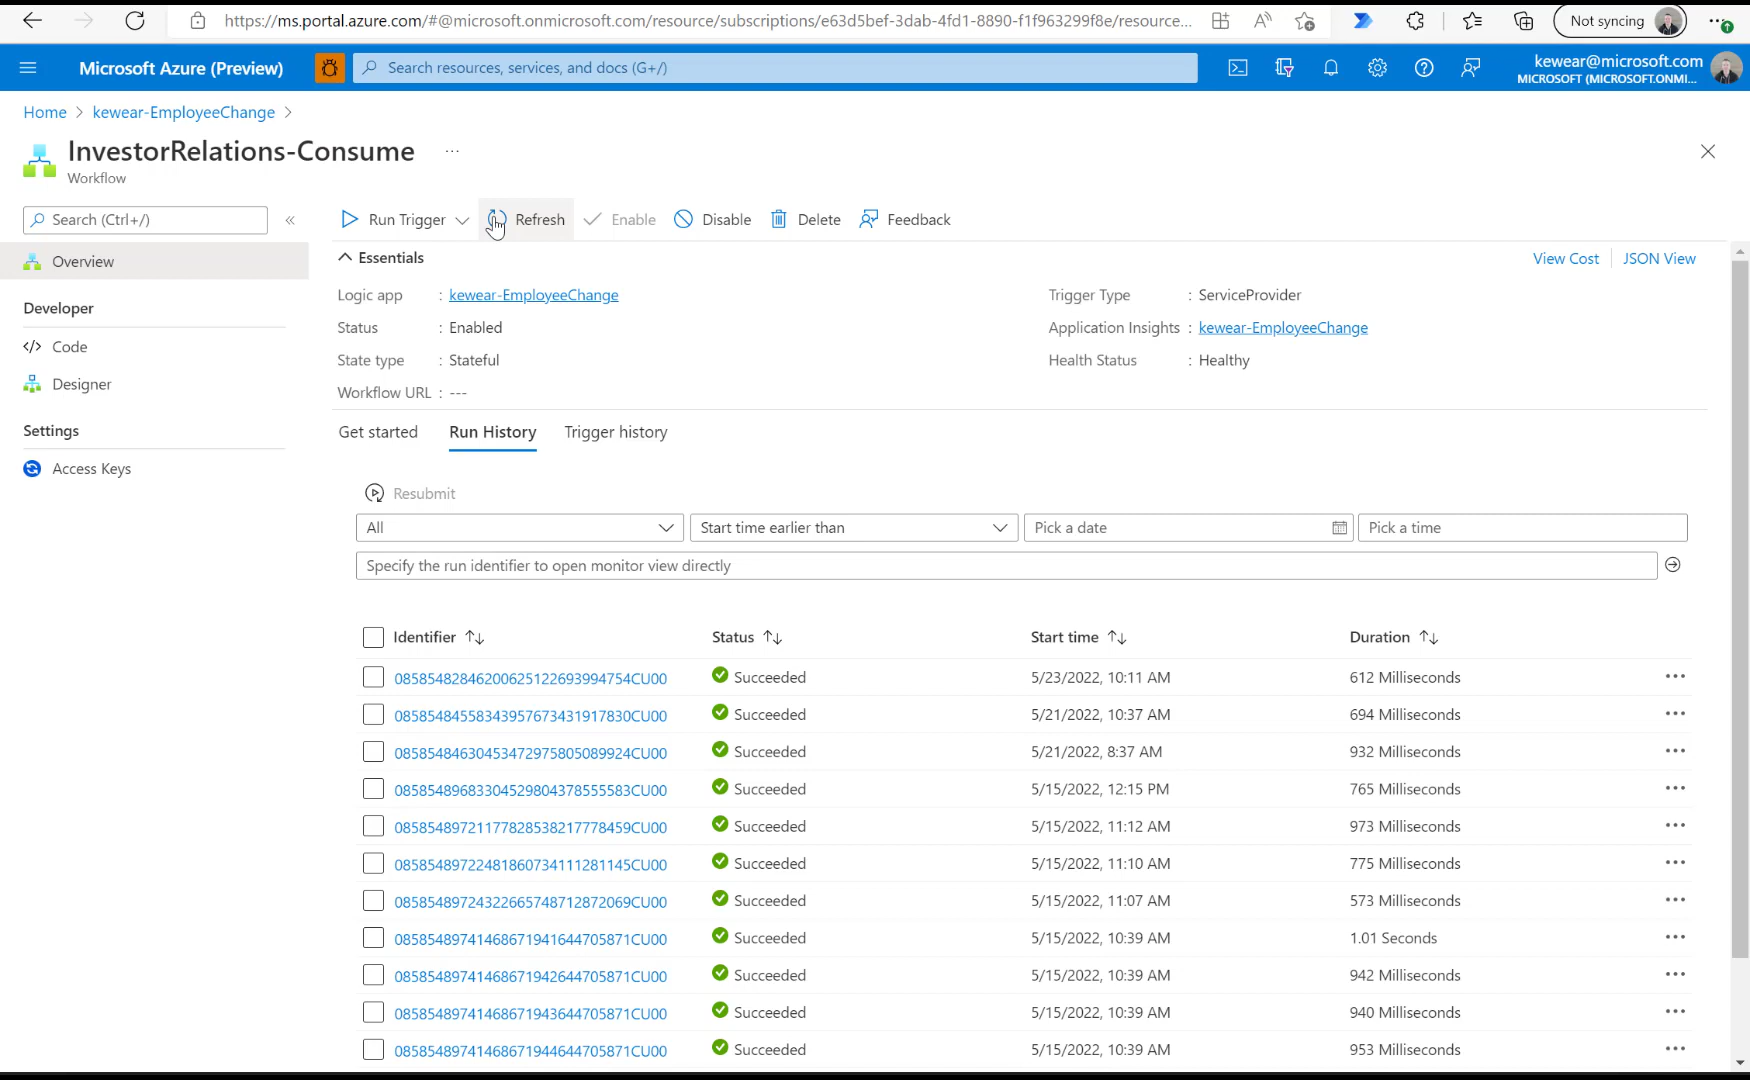 https://ms.portal.azure.com/#@microsoft.onmicrosoft.com/resource/subscriptions/e63d5bef-3dab-4fd1-8890-f1f963299f8e/resource...
Not syncing
Microsoft Azure (Preview)
Search resources, services, and docs (G+/)
kewear@microsoft.com
MICROSOFT (MICROSOFT.ONMI...
Home > kewear-EmployeeChange >
InvestorRelations-Consume ...
Workflow
Search (Ctrl+/)
«
Run Trigger
Refresh
Enable
Disable
Delete
Feedback
Overview
Developer
Code
Designer
Settings
Access Keys
Essentials
View Cost
JSON View
Logic app : kewear-EmployeeChange
Trigger Type : ServiceProvider
Status : Enabled
Application Insights : kewear-EmployeeChange
State type : Stateful
Health Status : Healthy
Workflow URL : ---
Get started
Run History
Trigger history
Resubmit
All
Start time earlier than
Pick a date
Pick a time
Specify the run identifier to open monitor view directly
Identifier Status Start time Duration
08585482846200625122693994754CU00 Succeeded 5/23/2022, 10:11 AM 612 Milliseconds
08585484558343957673431917830CU00 Succeeded 5/21/2022, 10:37 AM 694 Milliseconds
08585484630453472975805089924CU00 Succeeded 5/21/2022, 8:37 AM 932 Milliseconds
08585489683304529804378555583CU00 Succeeded 5/15/2022, 12:15 PM 765 Milliseconds
08585489721177828538217778459CU00 Succeeded 5/15/2022, 11:12 AM 973 Milliseconds
08585489722481860734111281145CU00 Succeeded 5/15/2022, 11:10 AM 775 Milliseconds
08585489724322665748712872069CU00 Succeeded 5/15/2022, 11:07 AM 573 Milliseconds
08585489741468671941644705871CU00 Succeeded 5/15/2022, 10:39 AM 1.01 Seconds
08585489741468671942644705871CU00 Succeeded 5/15/2022, 10:39 AM 942 Milliseconds
08585489741468671943644705871CU00 Succeeded 5/15/2022, 10:39 AM 940 Milliseconds
08585489741468671944644705871CU00 Succeeded 5/15/2022, 10:39 AM 953 Milliseconds